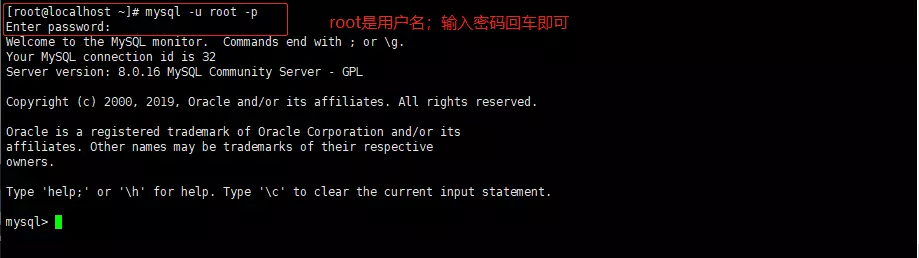 [root@localhost ~]# mysql -u root -p
root是用户名；输入密码回车即可
Enter password:
Welcome to the MySQL monitor.  Commands end with ; or \g.
Your MySQL connection id is 32
Server version: 8.0.16 MySQL Community Server - GPL
Copyright (c) 2000, 2019, Oracle and/or its affiliates. All rights reserved.
Oracle is a registered trademark of Oracle Corporation and/or its
affiliates. Other names may be trademarks of their respective
owners.
Type 'help;' or '\h' for help. Type '\c' to clear the current input statement.
mysql>